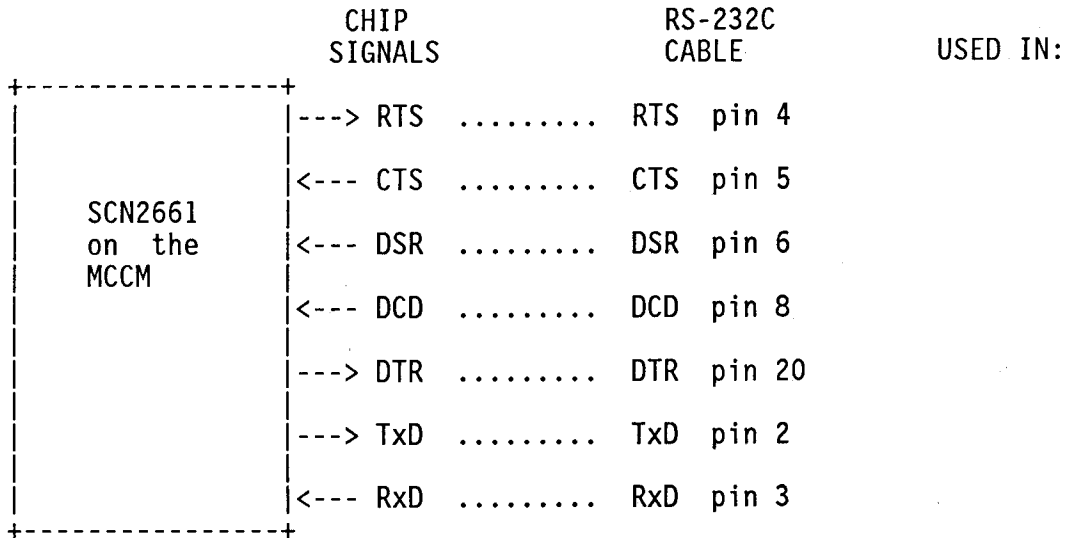 CHIP RS-232C
SIGNALS CABLE USED IN:
+-----------------+
|---> RTS ......... RTS pin 4
|<--- CTS ......... CTS pin 5
SCN2661
on the |<--- DSR ......... DSR pin 6
MCCM
|<--- DCD ......... DCD pin 8
|---> DTR ......... DTR pin 20
|---> TxD ......... TxD pin 2
|<--- RxD ......... RxD pin 3
+-----------------+